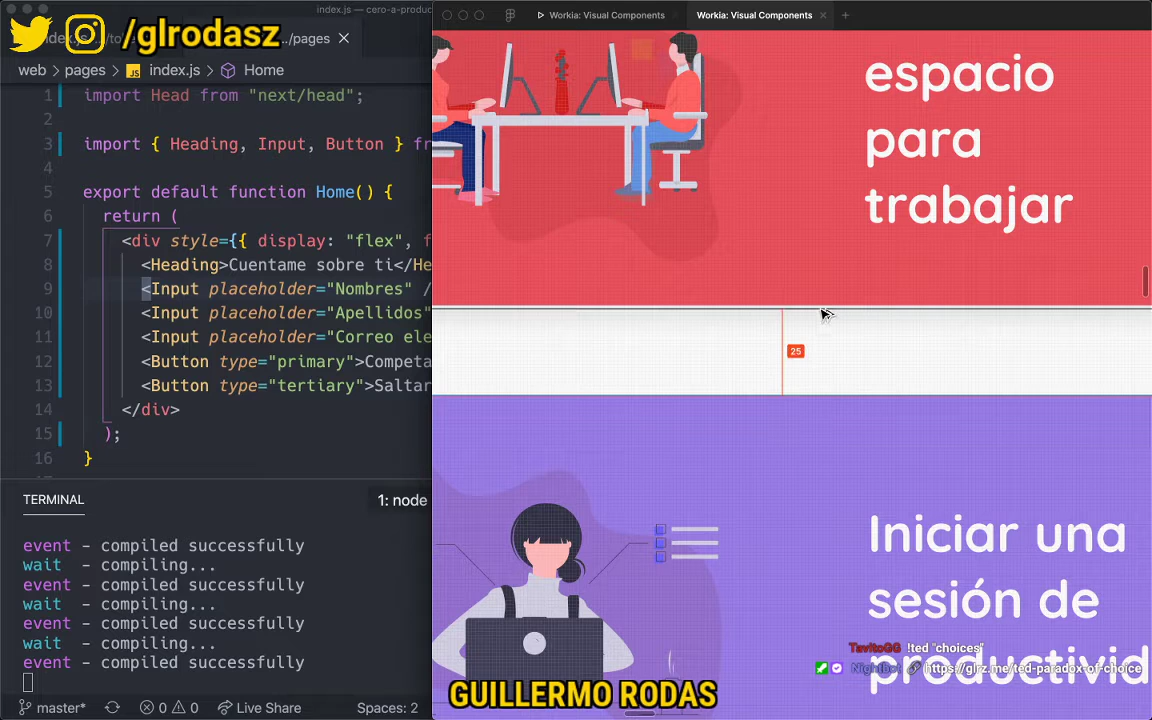 /glrodasz
index.js — cero-a-produc
index.js
.../to
.../pages
web > pages > JS index.js > Home
1 import Head from "next/head";
2
3 import { Heading, Input, Button } fr
4
5 export default function Home() {
6 return (
7 <div style={{ display: "flex", f
8 <Heading>Cuentame sobre ti</He
9 <Input placeholder="Nombres" /
10 <Input placeholder="Apellidos"
11 <Input placeholder="Correo ele
12 <Button type="primary">Competa
13 <Button type="tertiary">Saltar
14 </div>
15 );
16 }
TERMINAL
1: node
event - compiled successfully
wait - compiling...
event - compiled successfully
wait - compiling...
event - compiled successfully
wait - compiling...
event - compiled successfully
master*
0
0
Live Share
Spaces: 2
Workia: Visual Components
Workia: Visual Components
espacio
para
trabajar
25
Iniciar una
sesión de
productivid
TavitoGG !ted "choices"
Nightbot https://glrz.me/ted-paradox-of-choice
GUILLERMO RODAS